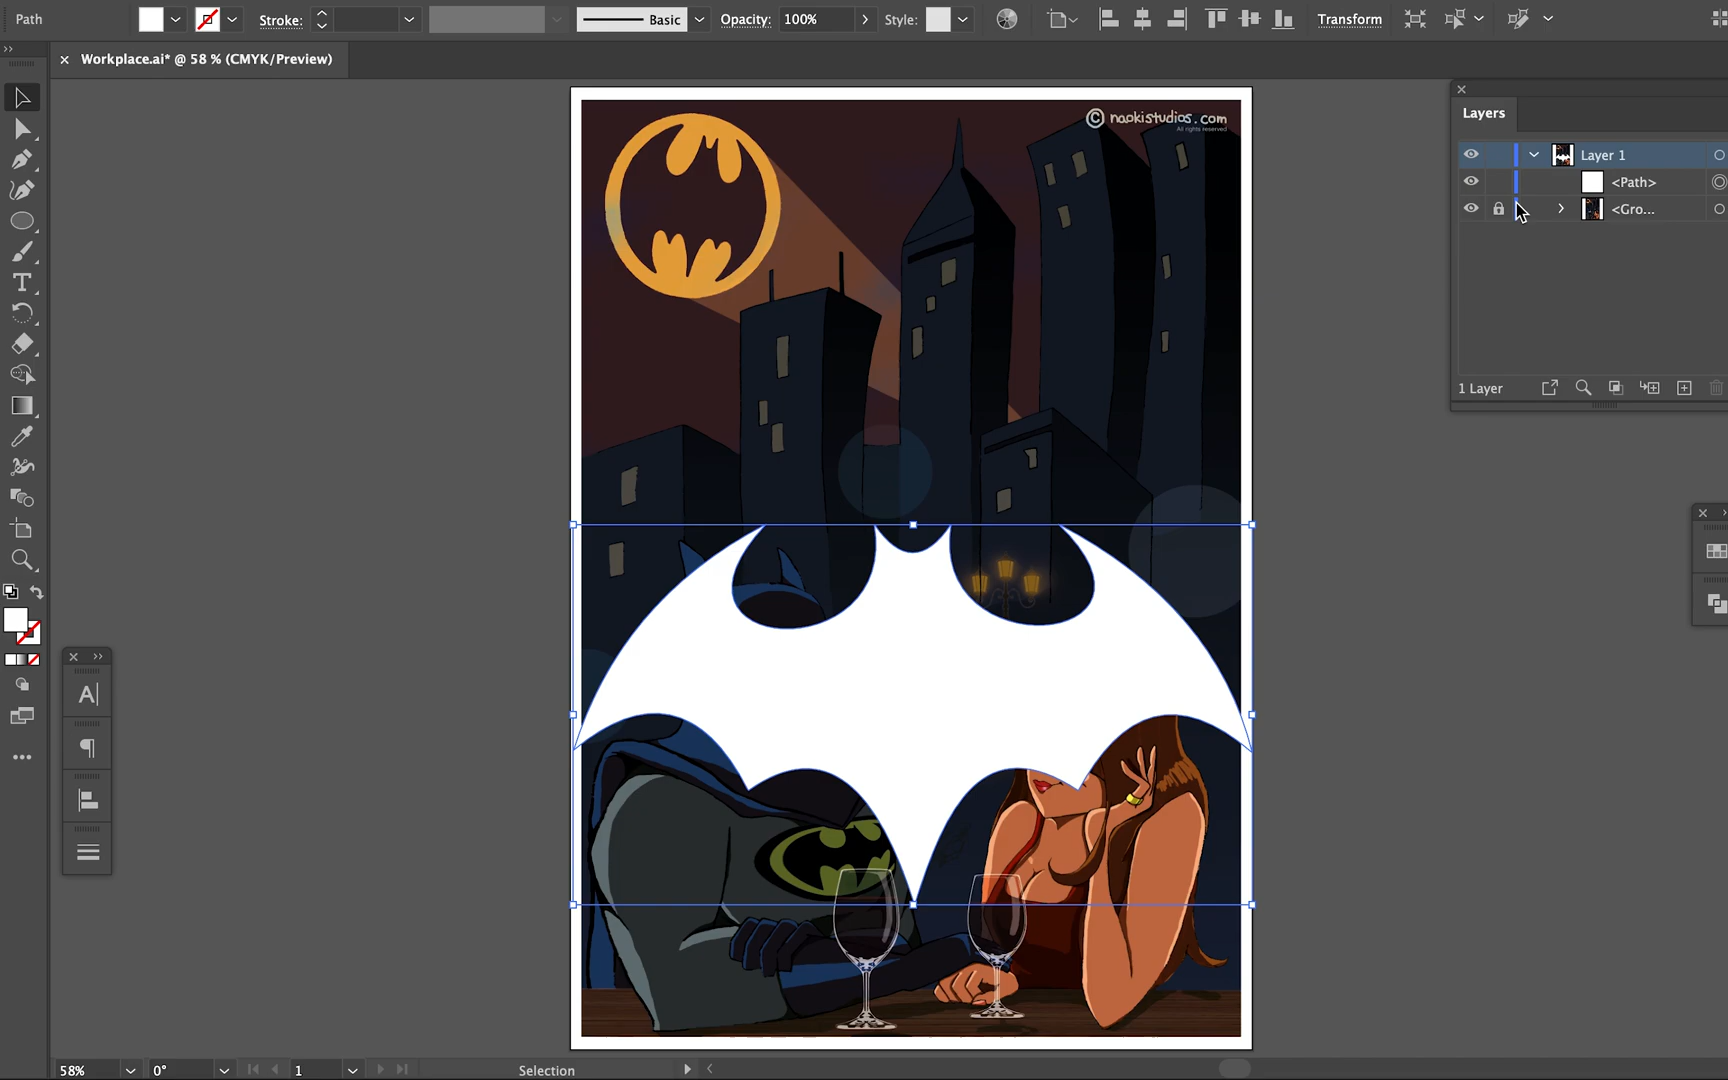 Path
Stroke:
Basic
Opacity: 100%
Style:
Transform
Workplace.ai* @ 58 % (CMYK/Preview)
© naokistudios.com
All rights reserved
Layers
Layer 1
<Path>
<Gro...
1 Layer
58%
0°
1
Selection